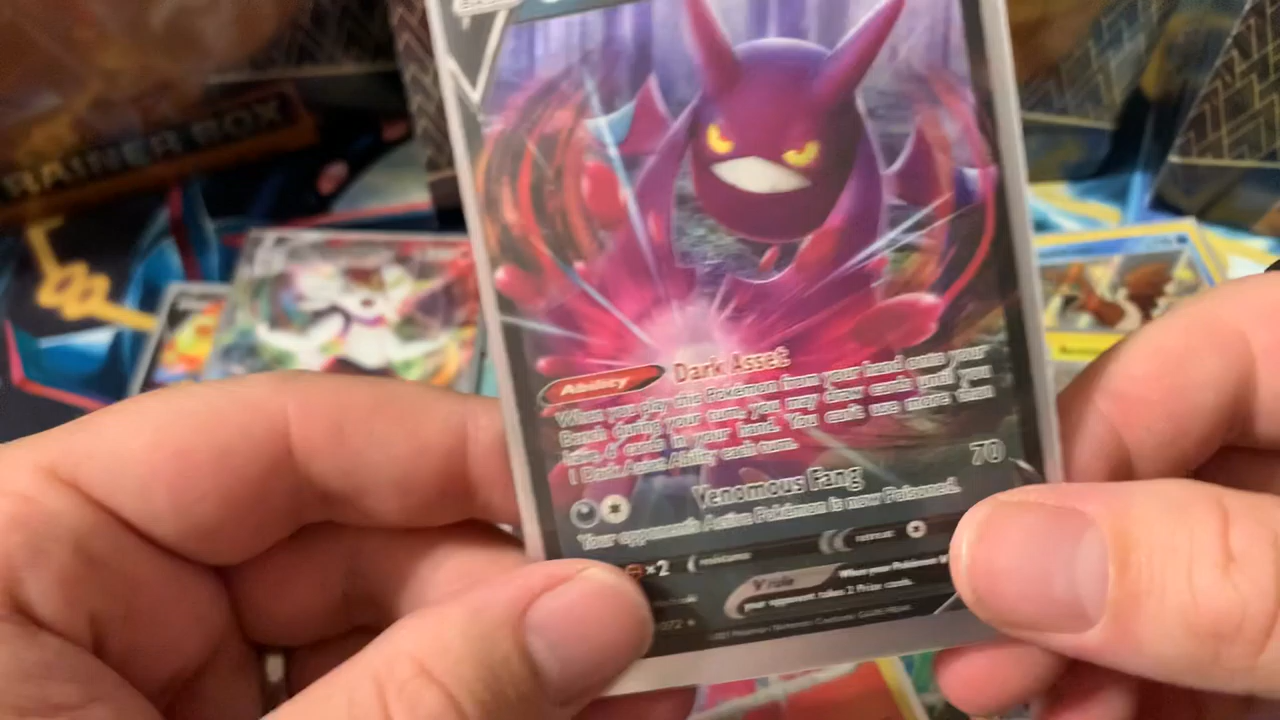 RAINER BOX
Ability Dark Asset
When you play this Pokémon from your hand onto your
Bench during your turn, you may draw cards until you
have 6 cards in your hand. You can't use more than
1 Dark Asset Ability each turn.
Venomous Fang 70
Your opponent's Active Pokémon is now Poisoned.
×2 resistance retreat
V rule When your Pokémon V
your opponent takes 2 Prize cards.
072